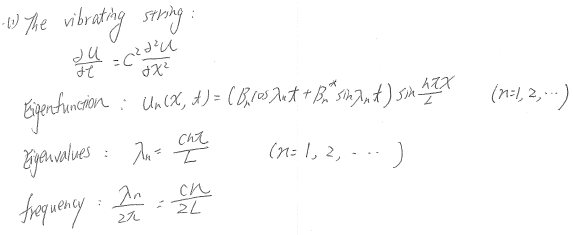 (1) The vibrating string:
∂u/∂t = C² ∂²u/∂x²
Eigenfunction : uₙ(x, t) = (Bₙ cos λₙt + Bₙ* sin λₙt) sin nπx/L (n=1, 2, ...)
Eigenvalues : λₙ = cnπ/L (n = 1, 2, ...)
frequency : λₙ/2π = cn/2L